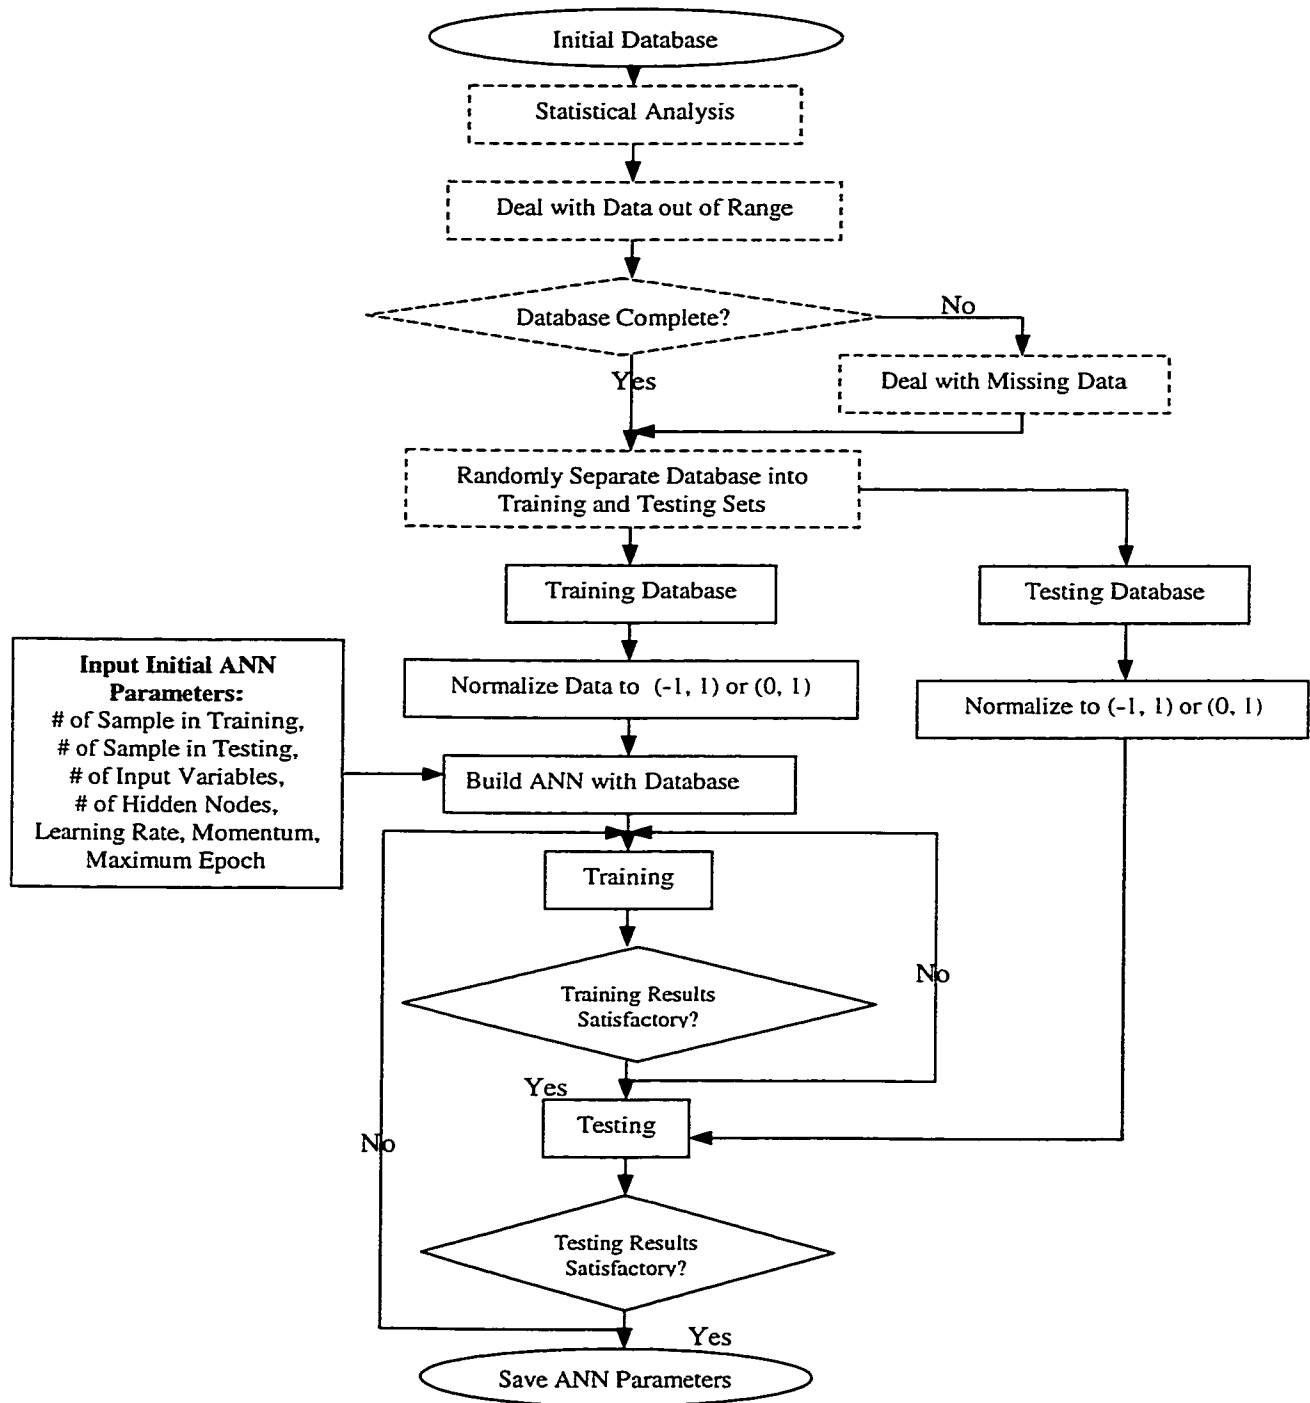 Initial Database
Statistical Analysis
Deal with Data out of Range
Database Complete?
No
Yes
Deal with Missing Data
Randomly Separate Database into
Training and Testing Sets
Training Database
Testing Database
Input Initial ANN
Parameters:
# of Sample in Training,
# of Sample in Testing,
# of Input Variables,
# of Hidden Nodes,
Learning Rate, Momentum,
Maximum Epoch
Normalize Data to (-1, 1) or (0, 1)
Normalize to (-1, 1) or (0, 1)
Build ANN with Database
Training
No
Training Results
Satisfactory?
Yes
Testing
No
Testing Results
Satisfactory?
Yes
Save ANN Parameters